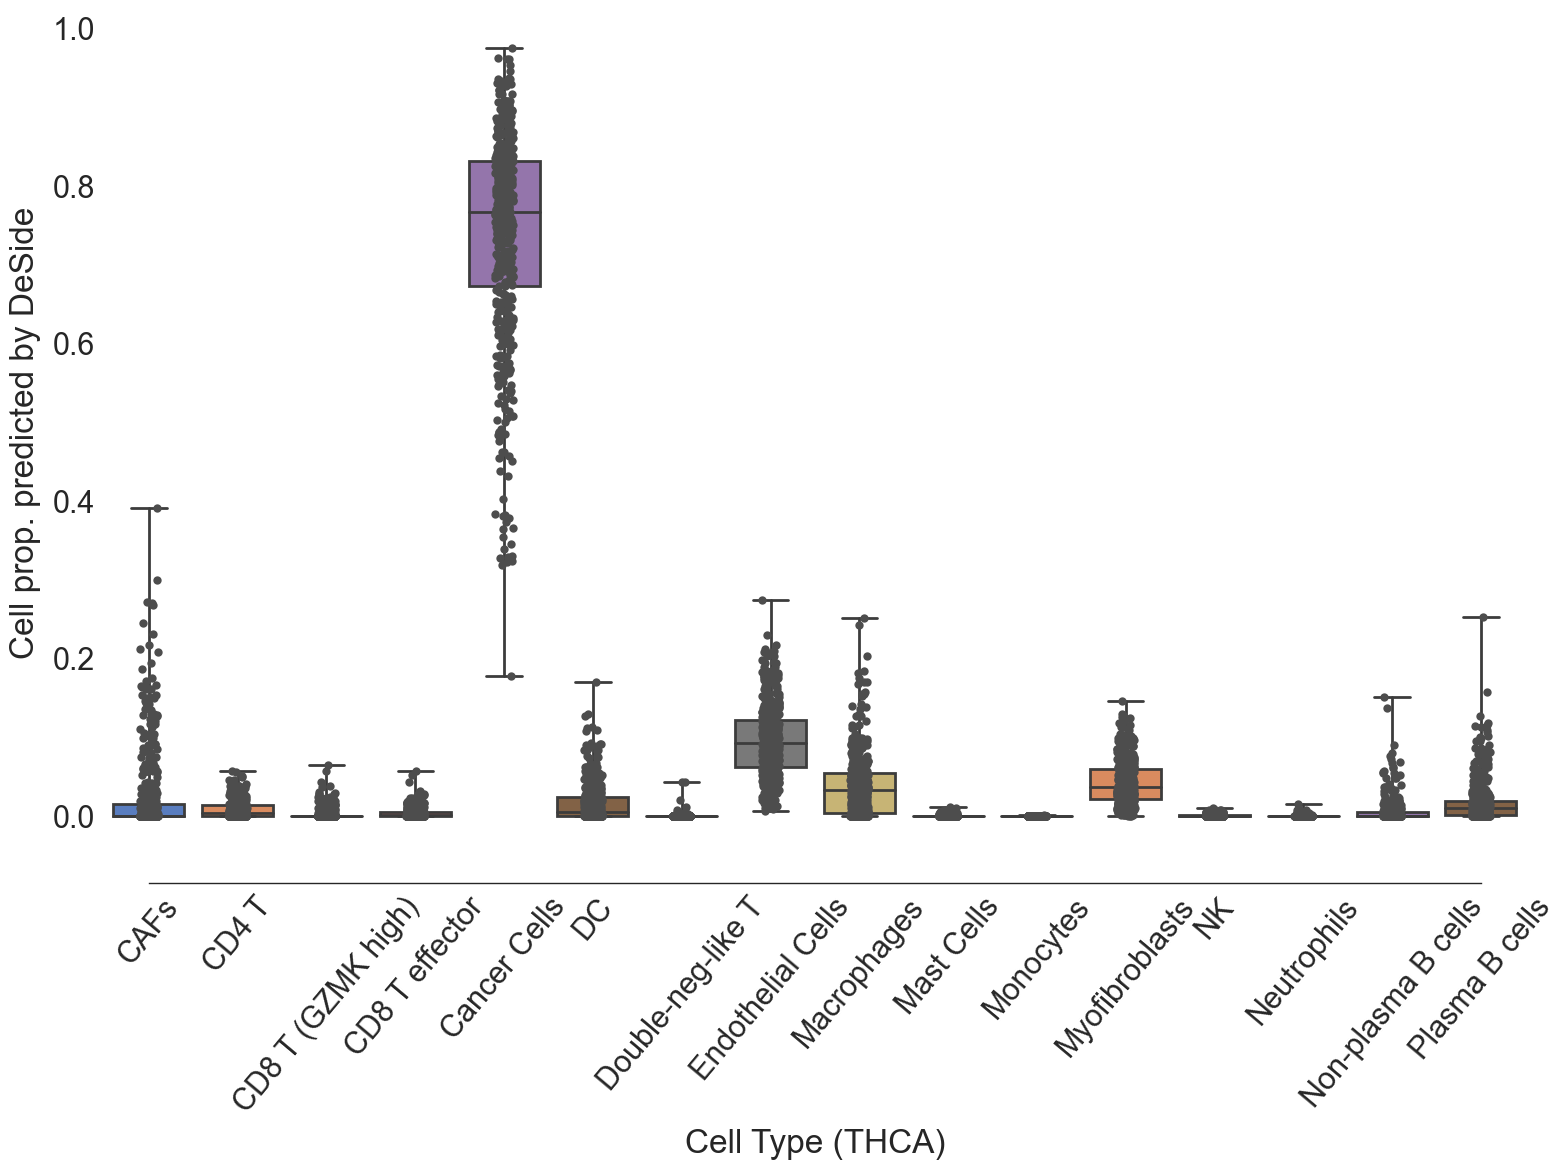 1.0
0.8
0.6
0.4
0.2
0.0
Cell prop. predicted by DeSide
CAFs
CD4 T
CD8 T (GZMK high)
CD8 T effector
Cancer Cells
DC
Double-neg-like T
Endothelial Cells
Macrophages
Mast Cells
Monocytes
Myofibroblasts
NK
Neutrophils
Non-plasma B cells
Plasma B cells
Cell Type (THCA)